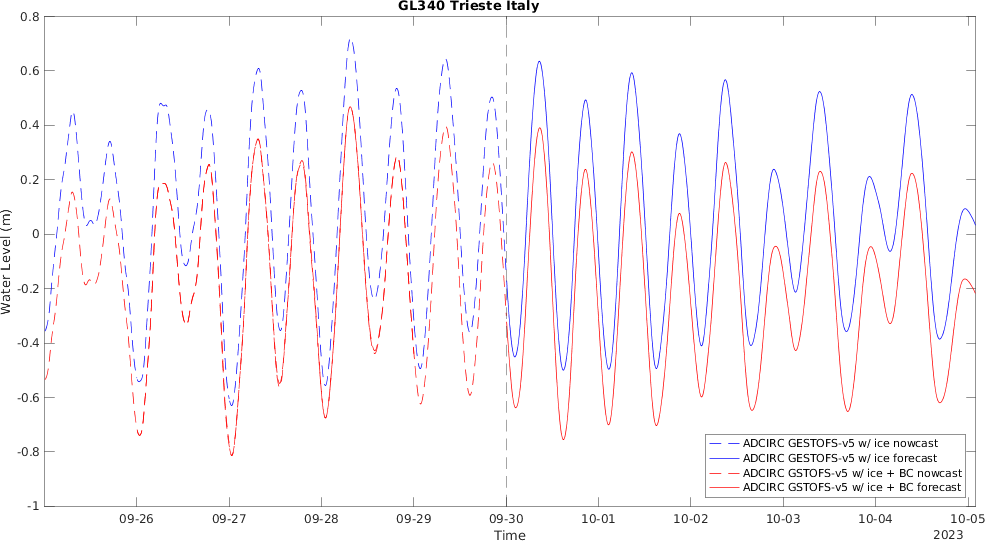 GL340 Trieste Italy
0.8
0.6
0.4
0.2
0
-0.2
-0.4
-0.6
-0.8
-1
Water Level (m)
ADCIRC GESTOFS-v5 w/ ice nowcast
ADCIRC GESTOFS-v5 w/ ice forecast
ADCIRC GSTOFS-v5 w/ ice + BC nowcast
ADCIRC GSTOFS-v5 w/ ice + BC forecast
09-26 09-27 09-28 09-29 09-30 10-01 10-02 10-03 10-04 10-05
Time
2023